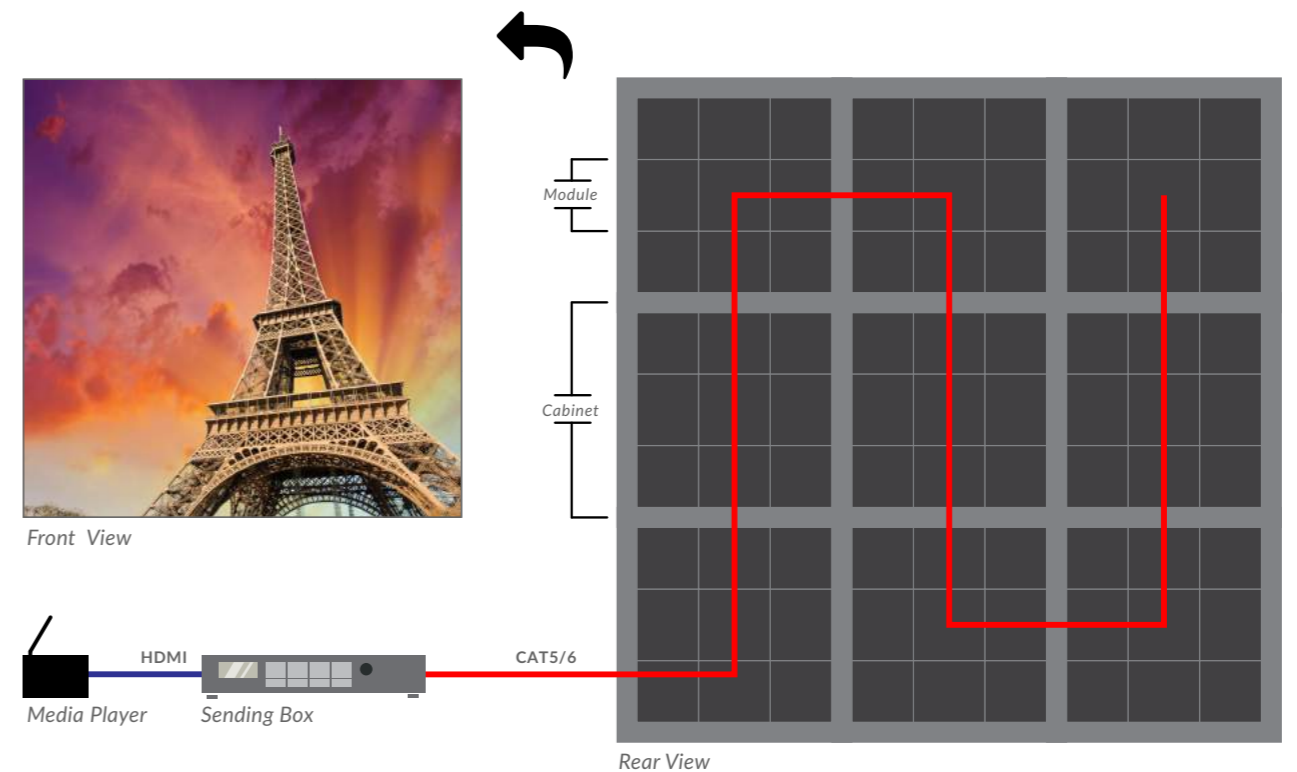 Module
Cabinet
Front View
HDMI
CAT5/6
Media Player
Sending Box
Rear View